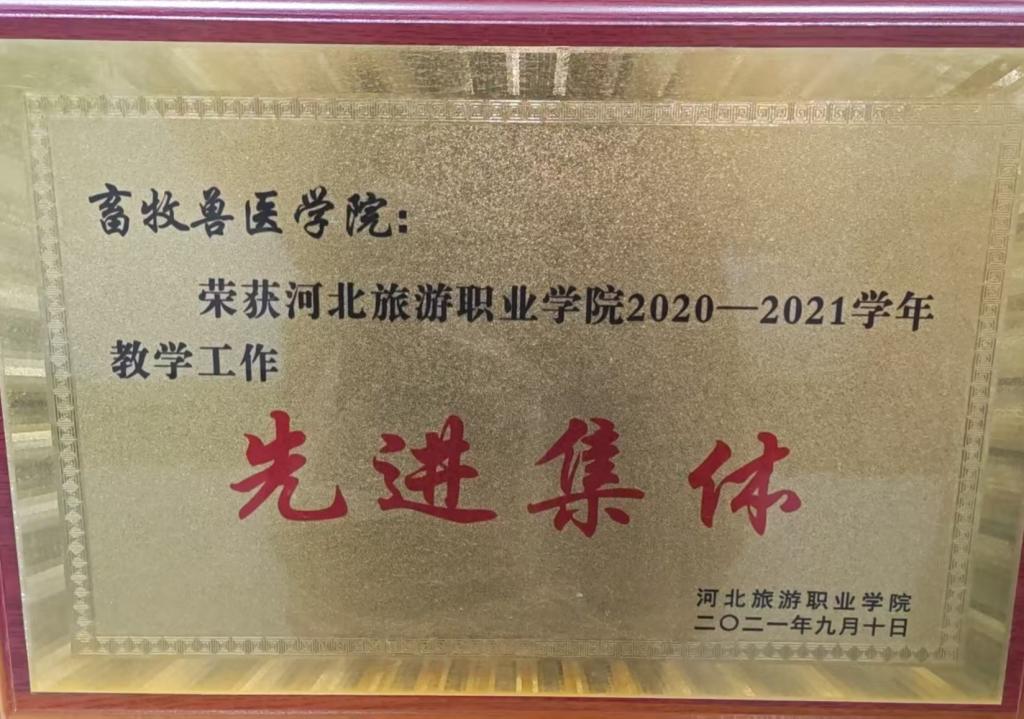 畜牧兽医学院：
荣获河北旅游职业学院2020—2021学年
教学工作
先进集体
河北旅游职业学院
二〇二一年九月十日